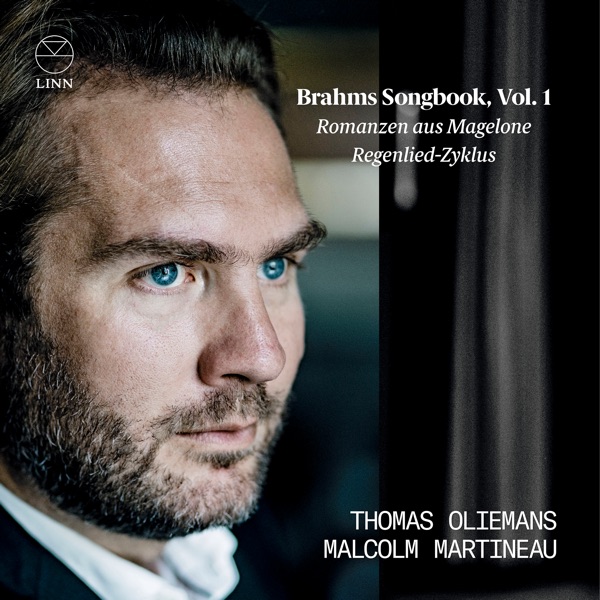 LINN
Brahms Songbook, Vol. 1
Romanzen aus Magelone
Regenlied-Zyklus
THOMAS OLIEMANS
MALCOLM MARTINEAU